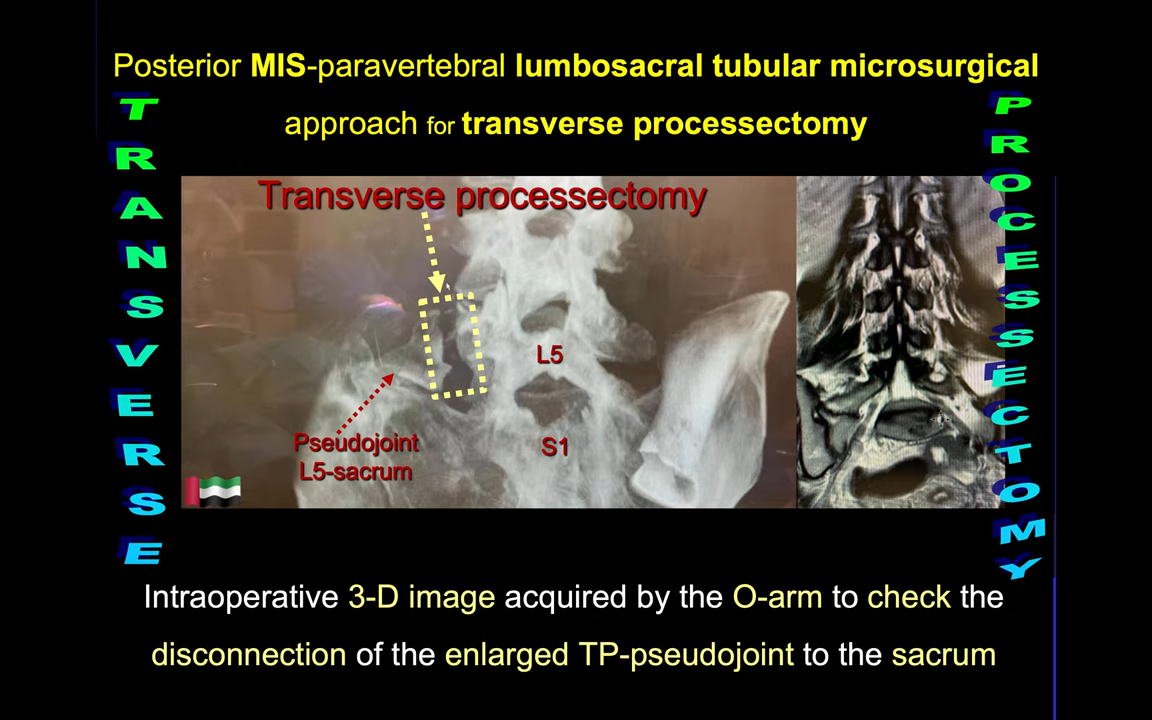 Posterior MIS-paravertebral lumbosacral tubular microsurgical
approach for transverse processectomy
TRANSVERSE
PROCESSECTOMY
Transverse processectomy
L5
Pseudojoint
L5-sacrum
S1
Intraoperative 3-D image acquired by the O-arm to check the
disconnection of the enlarged TP-pseudojoint to the sacrum